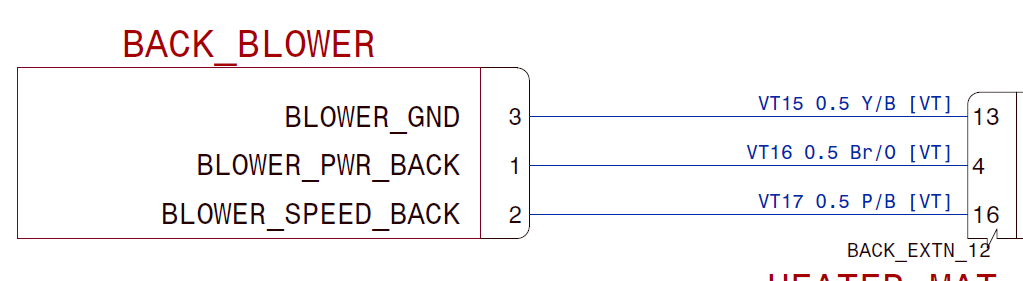 BACK_BLOWER
BLOWER_GND 3 VT15 0.5 Y/B [VT] 13
BLOWER_PWR_BACK 1 VT16 0.5 Br/O [VT] 4
BLOWER_SPEED_BACK 2 VT17 0.5 P/B [VT] 16
BACK_EXTN_12
HEATER_MAT